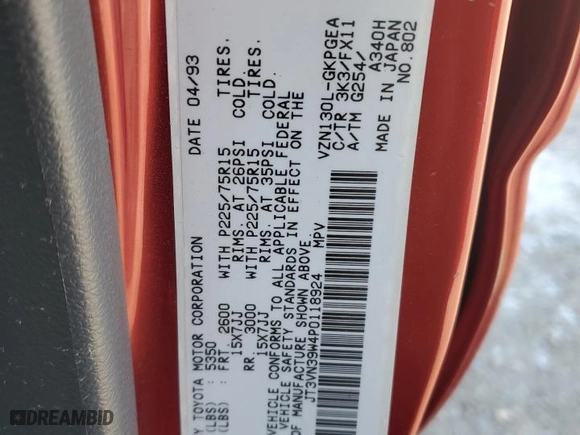 Y TOYOTA MOTOR CORPORATION DATE 04/93
(LBS) : 5350
(LBS) : FRT. 2600 WITH P225/75R15 TIRES.
15X7JJ RIMS. AT 26PSI COLD.
RR. 3000 WITH P225/75R15 TIRES.
15X7JJ RIMS. AT 35PSI COLD.
VEHICLE CONFORMS TO ALL APPLICABLE FEDERAL
VEHICLE SAFETY STANDARDS IN EFFECT ON THE
OF MANUFACTURE SHOWN ABOVE.
JT3VN39W4P0118924 MPV
VZN130L-GKPGEA
C/TR 3K3/FX11
A/TM G254/
A340H
MADE IN JAPAN
NO. 802
DREAMBID